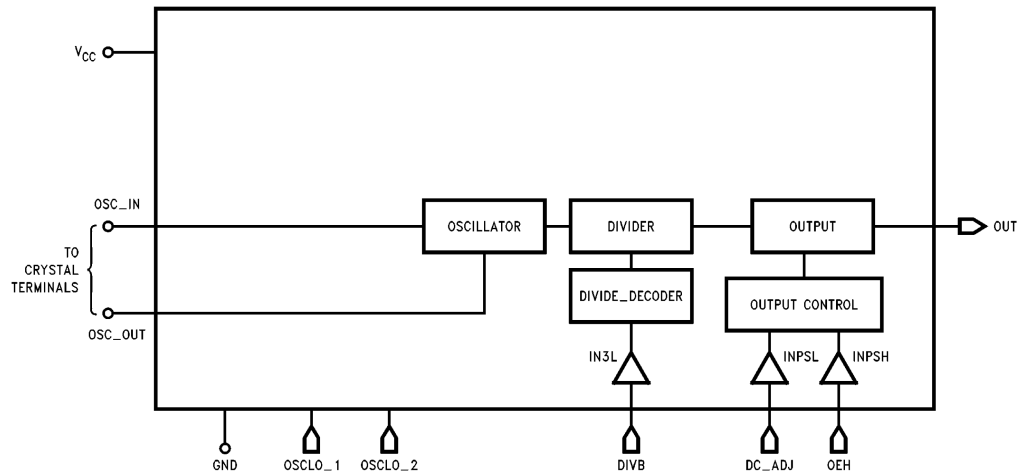 VCC
OSC_IN
TO
CRYSTAL
TERMINALS
OSC_OUT
OSCILLATOR
DIVIDER
OUTPUT
OUT
DIVIDE_DECODER
OUTPUT CONTROL
IN3L
INPSL
INPSH
GND
OSCLO_1
OSCLO_2
DIVB
DC_ADJ
OEH